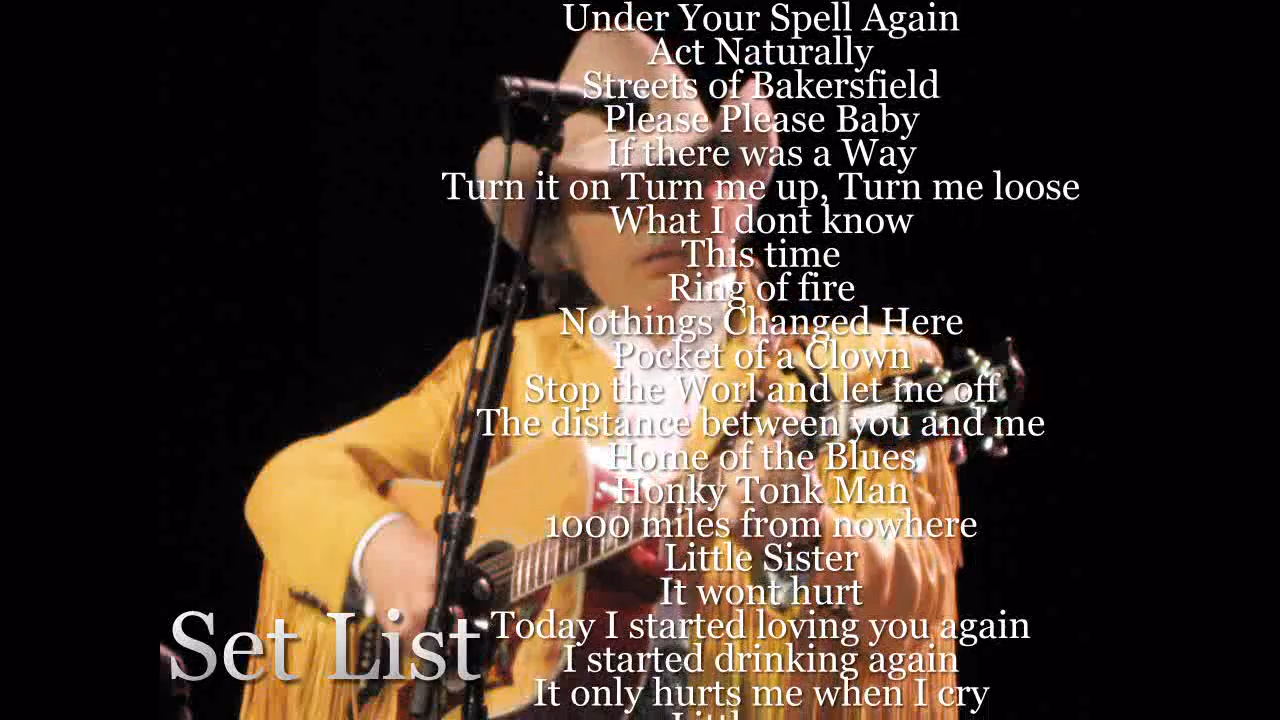 Under Your Spell Again
Act Naturally
Streets of Bakersfield
Please Please Baby
If there was a Way
Turn it on Turn me up, Turn me loose
What I dont know
This time
Ring of fire
Nothings Changed Here
Pocket of a Clown
Stop the Worl and let me off
The distance between you and me
Home of the Blues
Honky Tonk Man
1000 miles from nowhere
Little Sister
It wont hurt
Today I started loving you again
I started drinking again
It only hurts me when I cry
Set List